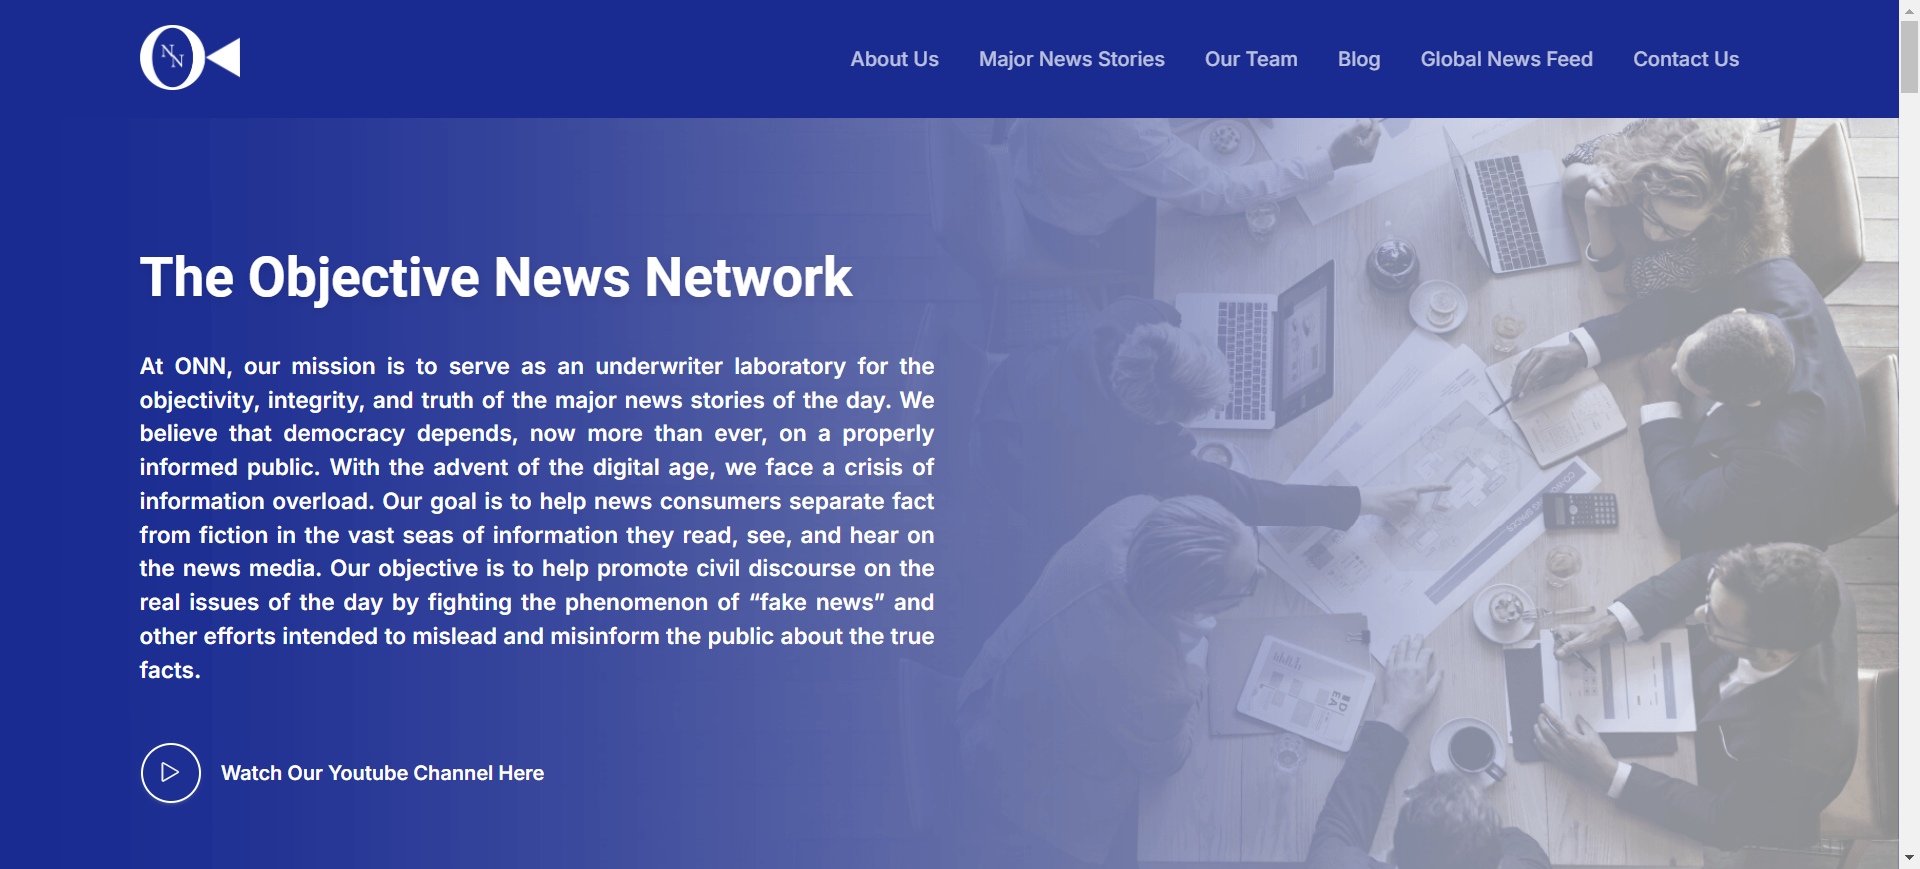 N
N
About Us
Major News Stories
Our Team
Blog
Global News Feed
Contact Us
The Objective News Network
At ONN, our mission is to serve as an underwriter laboratory for the
objectivity, integrity, and truth of the major news stories of the day. We
believe that democracy depends, now more than ever, on a properly
informed public. With the advent of the digital age, we face a crisis of
information overload. Our goal is to help news consumers separate fact
from fiction in the vast seas of information they read, see, and hear on
the news media. Our objective is to help promote civil discourse on the
real issues of the day by fighting the phenomenon of “fake news” and
other efforts intended to mislead and misinform the public about the true
facts.
Watch Our Youtube Channel Here